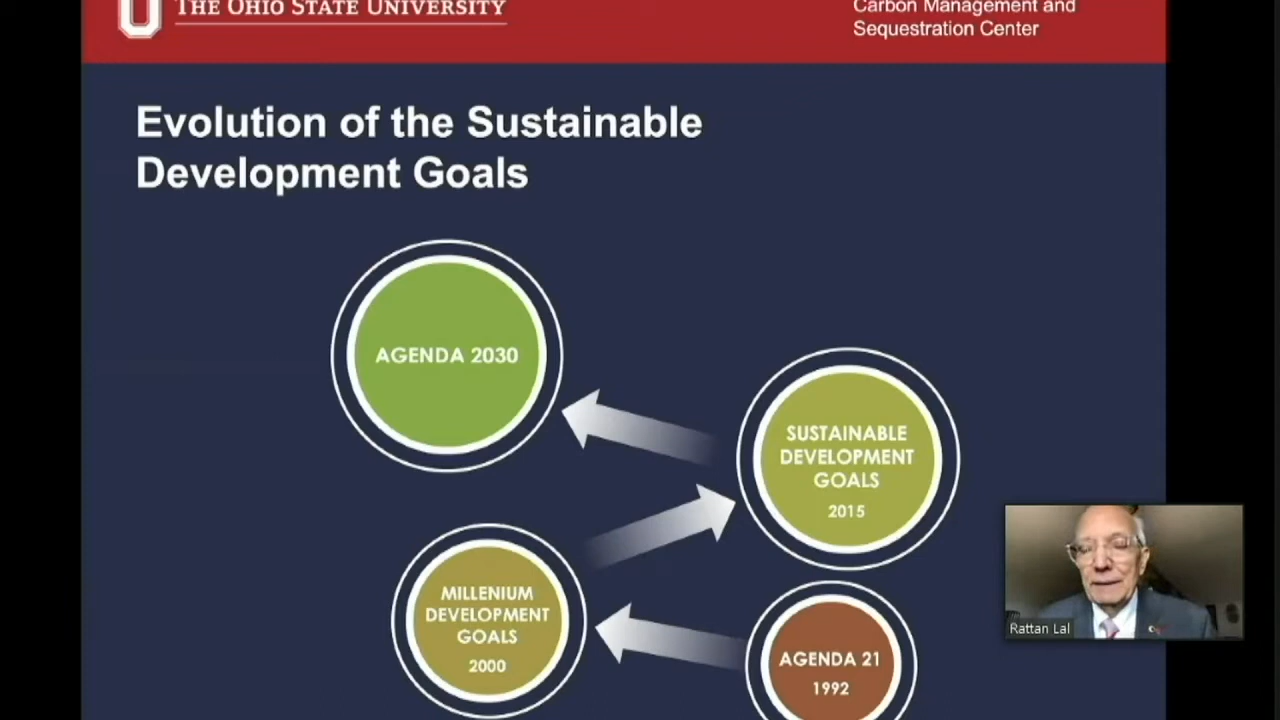 THE OHIO STATE UNIVERSITY
Carbon Management and
Sequestration Center
Evolution of the Sustainable
Development Goals
AGENDA 2030
SUSTAINABLE
DEVELOPMENT
GOALS
2015
MILLENIUM
DEVELOPMENT
GOALS
2000
AGENDA 21
1992
Rattan Lal